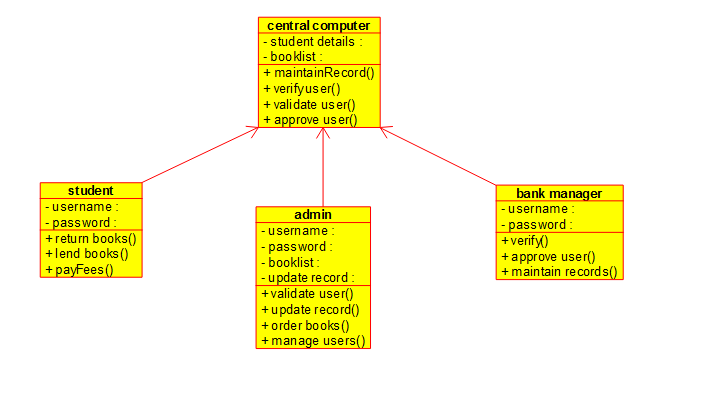 central computer
- student details :
- booklist :
+ maintainRecord()
+ verifyuser()
+ validate user()
+ approve user()
student
- username :
- password :
+ return books()
+ lend books()
+ payFees()
admin
- username :
- password :
- booklist :
- update record :
+ validate user()
+ update record()
+ order books()
+ manage users()
bank manager
- username :
- password :
+ verify()
+ approve user()
+ maintain records()